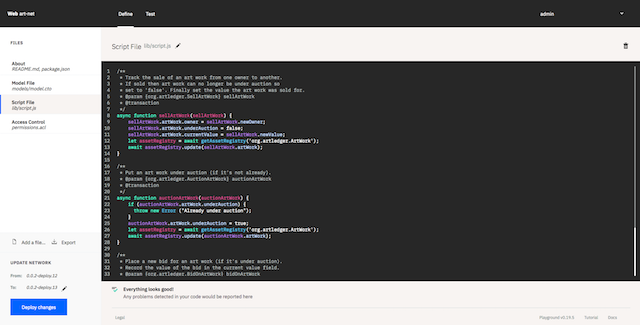 Web art-net
Define
Test
admin
FILES
About
README.md, package.json
Model File
models/model.cto
Script File
lib/script.js
Access Control
permissions.acl
Add a file...
Export
UPDATE NETWORK
From: 0.0.2-deploy.12
To: 0.0.2-deploy.13
Deploy changes
Script File lib/script.js
1 /**
2 * Track the sale of an art work from one owner to another.
3 * If sold then art work can no longer be under auction so
4 * set to 'false'. Finally set the value the art work was sold for.
5 * @param {org.artledger.SellArtWork} sellArtWork
6 * @transaction
7 */
8 async function sellArtWork(sellArtWork) {
9 sellArtWork.artWork.owner = sellArtWork.newOwner;
10 sellArtWork.artWork.underAuction = false;
11 sellArtWork.artWork.currentValue = sellArtWork.newValue;
12 let assetRegistry = await getAssetRegistry('org.artledger.ArtWork');
13 await assetRegistry.update(sellArtWork.artWork);
14 }
15
16 /**
17 * Put an art work under auction (if it's not already).
18 * @param {org.artledger.AuctionArtWork} auctionArtWork
19 * @transaction
20 */
21 async function auctionArtWork(auctionArtWork) {
22 if (auctionArtWork.artWork.underAuction) {
23 throw new Error ("Already under auction");
24 }
25 auctionArtWork.artWork.underAuction = true;
26 let assetRegistry = await getAssetRegistry('org.artledger.ArtWork');
27 await assetRegistry.update(auctionArtWork.artWork);
28 }
29
30 /**
31 * Place a new bid for an art work (if it's under auction).
32 * Record the value of the bid in the current value field.
33 * @param {org.artledger.BidOnArtWork} bidOnArtWork
Everything looks good!
Any problems detected in your code would be reported here
Legal
Playground v0.19.5
Tutorial
Docs